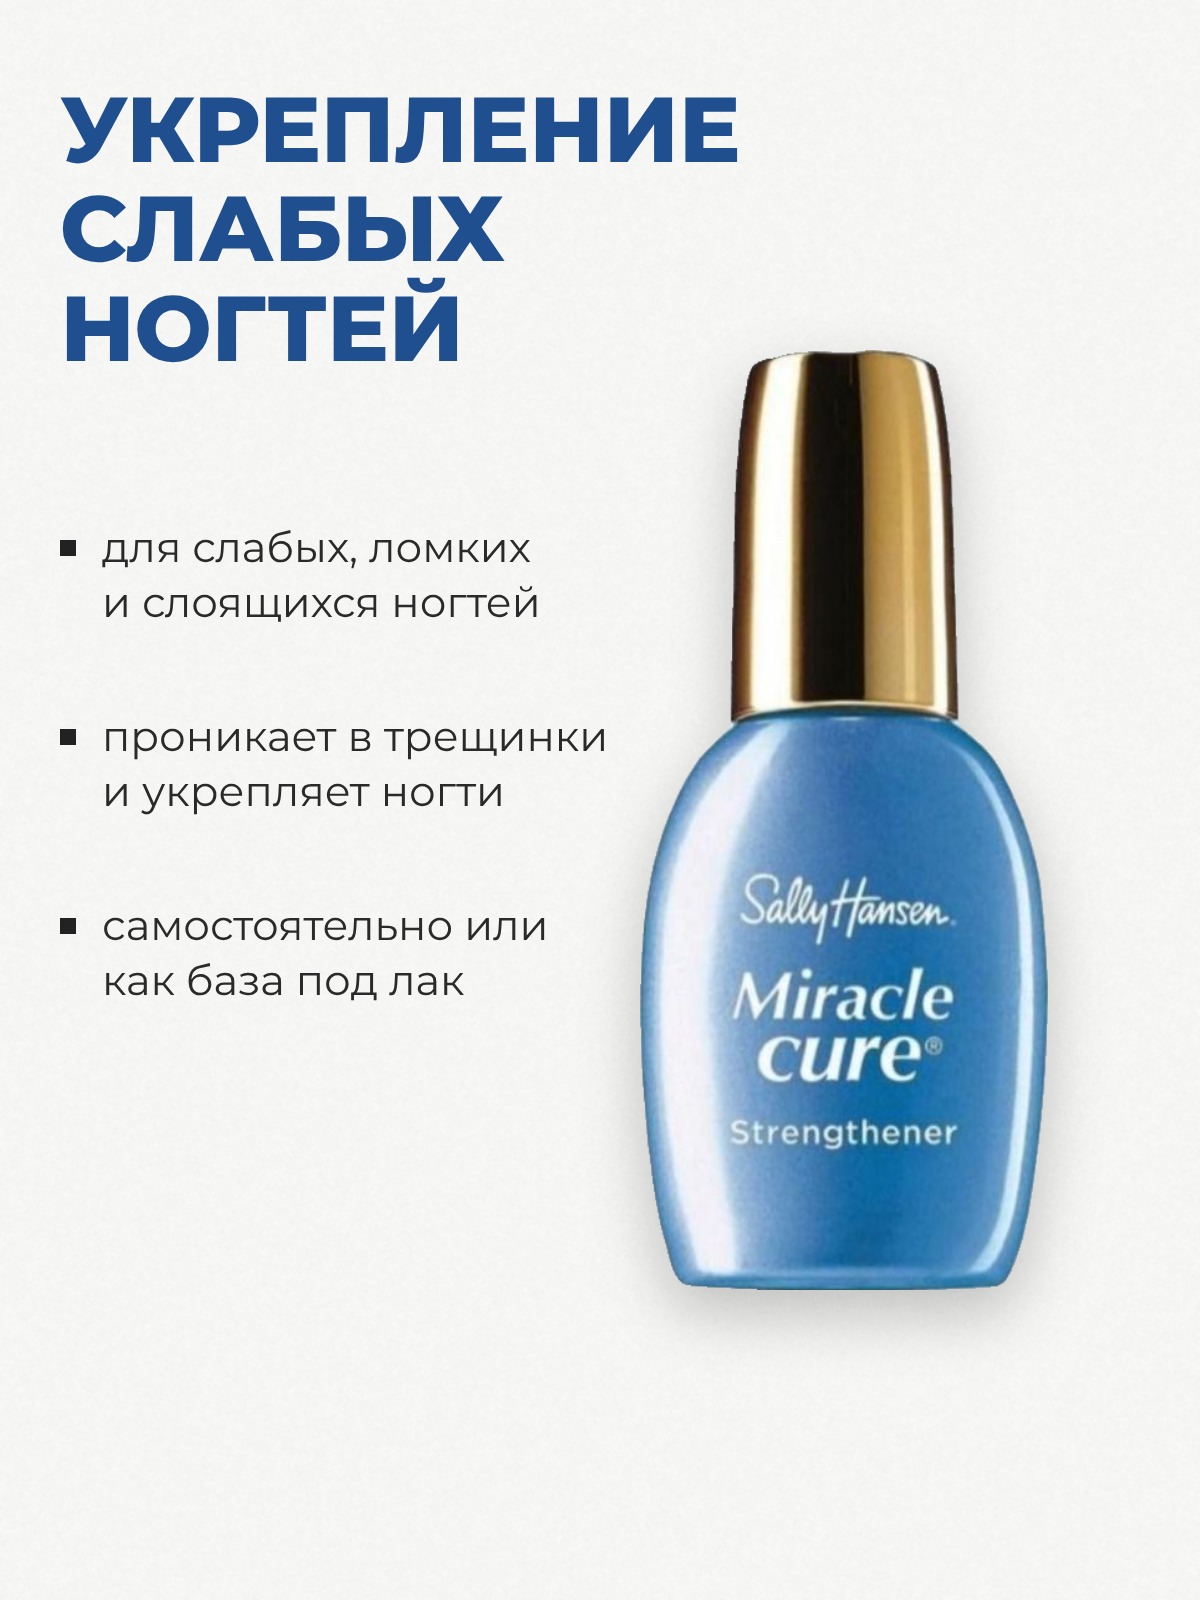 УКРЕПЛЕНИЕ
СЛАБЫХ
НОГТЕЙ
для слабых, ломких
и слоящихся ногтей
проникает в трещинки
и укрепляет ногти
самостоятельно или
как база под лак
Sally Hansen
Miracle
cure®
Strengthener